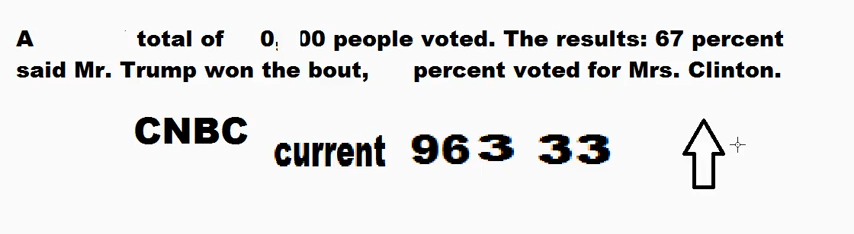 A total of 0, 00 people voted. The results: 67 percent
said Mr. Trump won the bout, percent voted for Mrs. Clinton.
CNBC
current 963 33